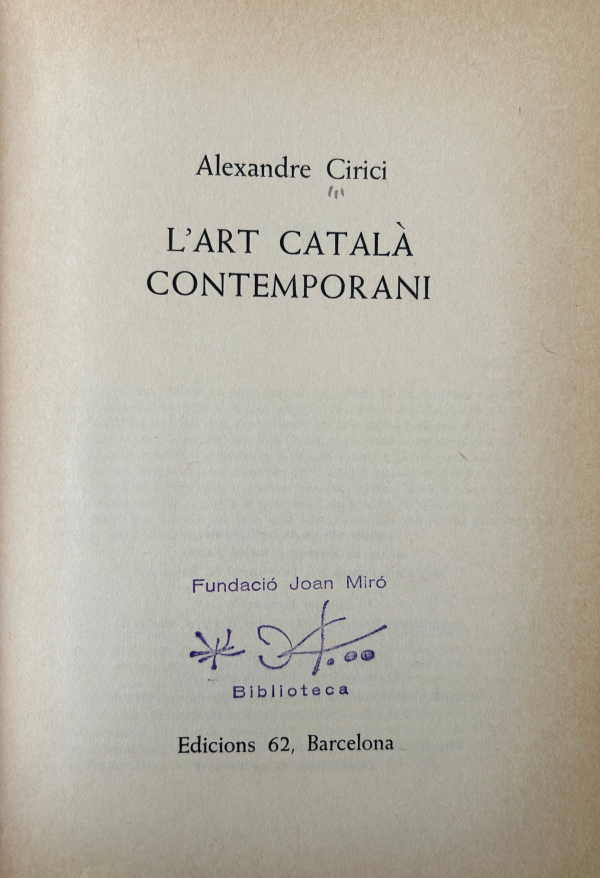 Alexandre Cirici
L'ART CATALÀ
CONTEMPORANI
Fundació Joan Miró
Biblioteca
Edicions 62, Barcelona